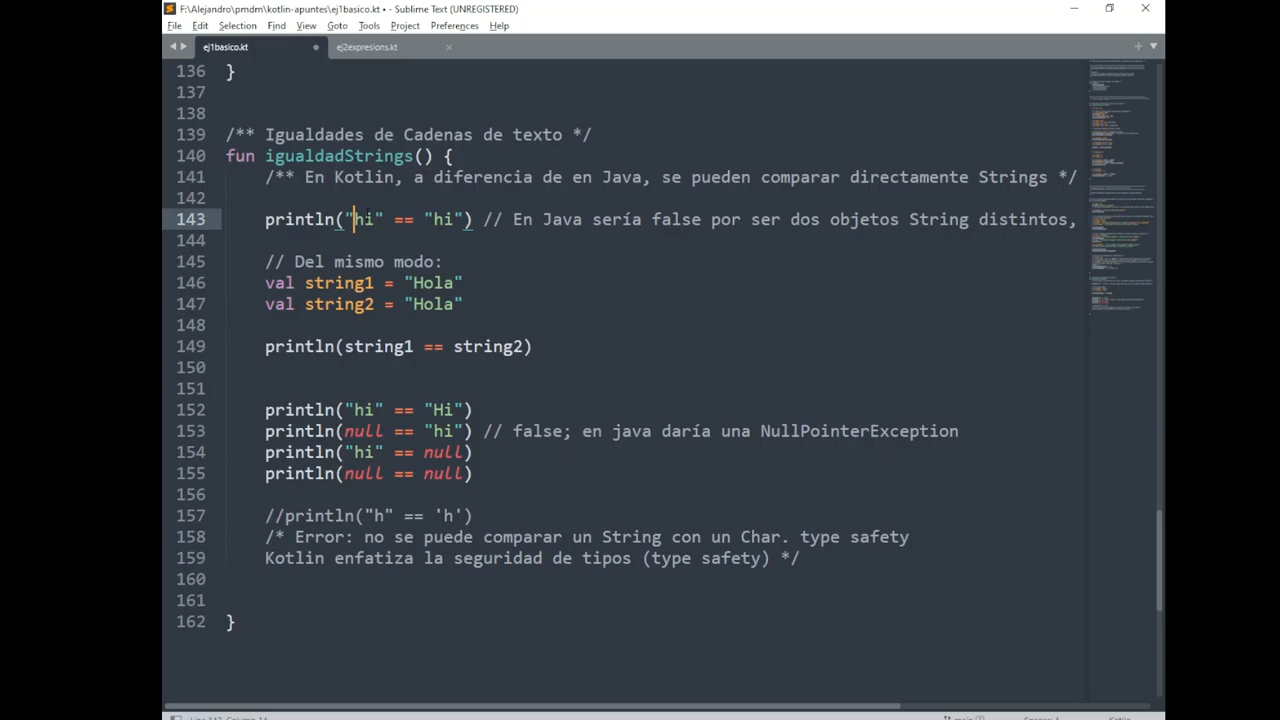 F:\Alejandro\pmdm\kotlin-apuntes\ej1basico.kt • - Sublime Text (UNREGISTERED)
File Edit Selection Find View Goto Tools Project Preferences Help
ej1basico.kt ej2expresions.kt
136 }
137
138
139 /** Igualdades de Cadenas de texto */
140 fun igualdadStrings() {
141 /** En Kotlin, a diferencia de en Java, se pueden comparar directamente Strings */
142
143 println("hi" == "hi") // En Java sería false por ser dos objetos String distintos,
144
145 // Del mismo modo:
146 val string1 = "Hola"
147 val string2 = "Hola"
148
149 println(string1 == string2)
150
151
152 println("hi" == "Hi")
153 println(null == "hi") // false; en java daría una NullPointerException
154 println("hi" == null)
155 println(null == null)
156
157 //println("h" == 'h')
158 /* Error: no se puede comparar un String con un Char. type safety
159 Kotlin enfatiza la seguridad de tipos (type safety) */
160
161
162 }